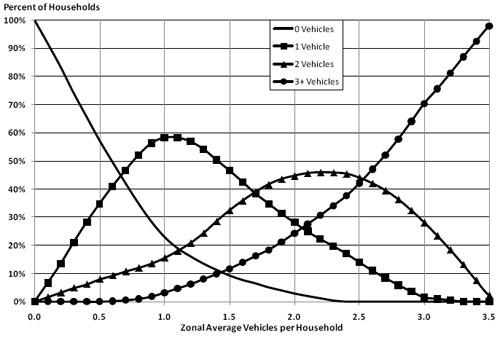 Percent of Households
100%
90%
80%
70%
60%
50%
40%
30%
20%
10%
0%
0 Vehicles
1 Vehicle
2 Vehicles
3+ Vehicles
0.0 0.5 1.0 1.5 2.0 2.5 3.0 3.5
Zonal Average Vehicles per Household